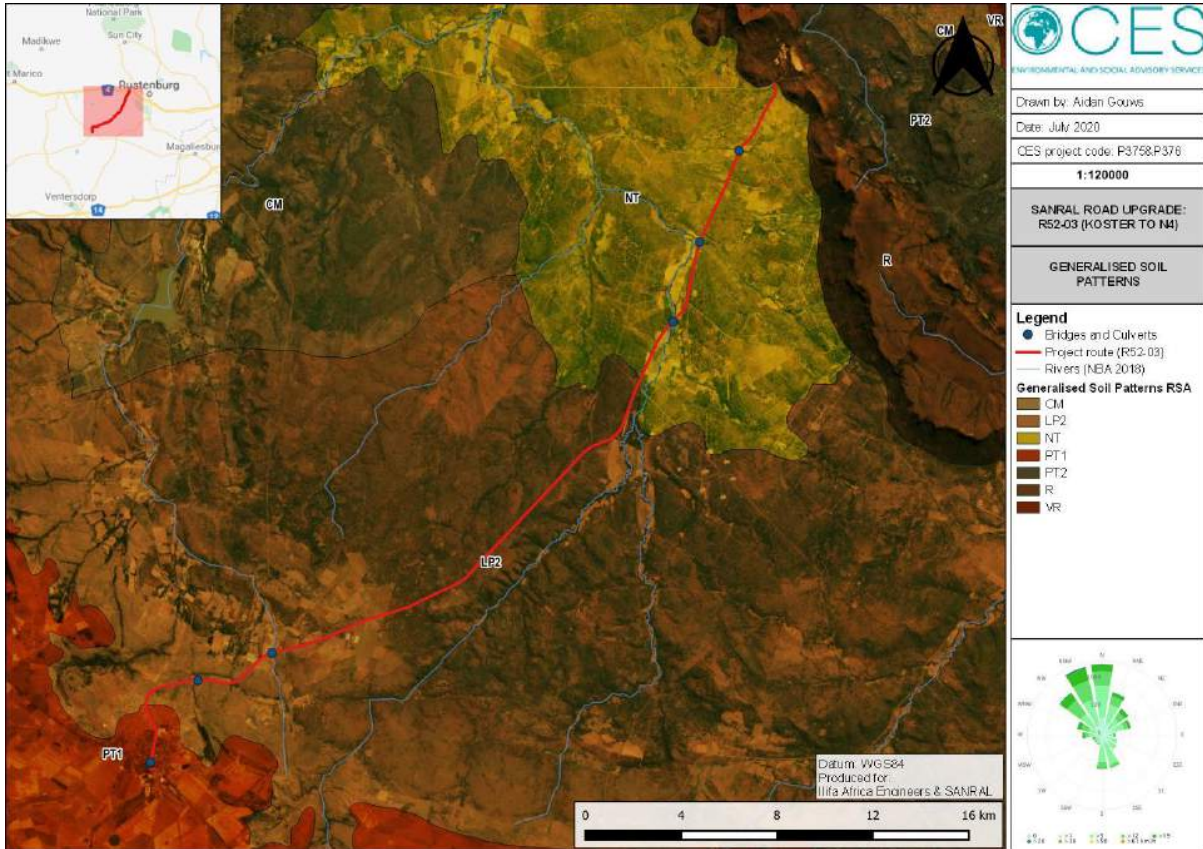 National Park
Madikwe
Sun City
t Marico
4
Rustenburg
Magaliesburg
Ventersdorp
14
CM
VR
PT2
CM
NT
R
LP2
PT1
Datum: WGS84
Produced for:
Ilifa Africa Engineers & SANRAL
0 4 8 12 16 km
CES
ENVIRONMENTAL AND SOCIAL ADVISORY SERVICES
Drawn by: Aidan Gouws
Date: July 2020
CES project code: P3758.P376
1:120000
SANRAL ROAD UPGRADE:
R52-03 (KOSTER TO N4)
GENERALISED SOIL
PATTERNS
Legend
Bridges and Culverts
Project route (R52-03)
Rivers (NBA 2018)
Generalised Soil Patterns RSA
CM
LP2
NT
PT1
PT2
R
VR